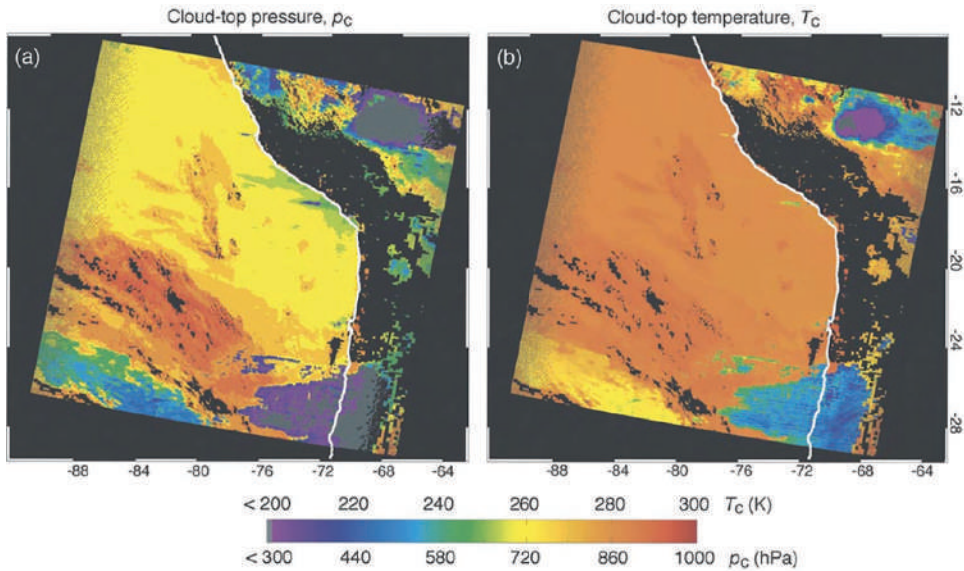 Cloud-top pressure, pC
Cloud-top temperature, TC
(a)
(b)
-12
-16
-20
-24
-28
-88 -84 -80 -76 -72 -68 -64
-88 -84 -80 -76 -72 -68 -64
< 200 220 240 260 280 300 TC (K)
< 300 440 580 720 860 1000 pC (hPa)